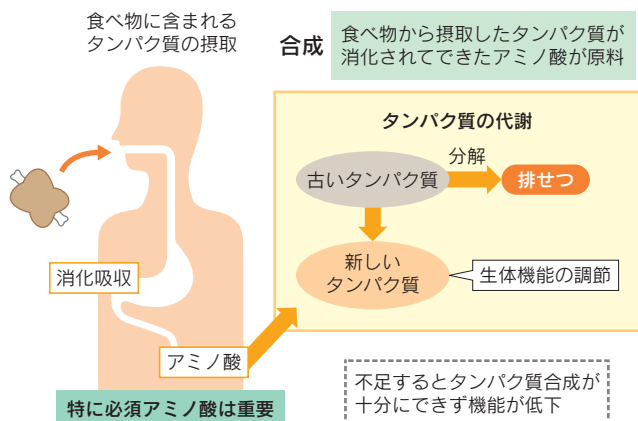 食べ物に含まれる
タンパク質の摂取
合成
食べ物から摂取したタンパク質が
消化されてできたアミノ酸が原料
タンパク質の代謝
分解
古いタンパク質
排せつ
新しい
タンパク質
生体機能の調節
消化吸収
アミノ酸
特に必須アミノ酸は重要
不足するとタンパク質合成が
十分にできず機能が低下